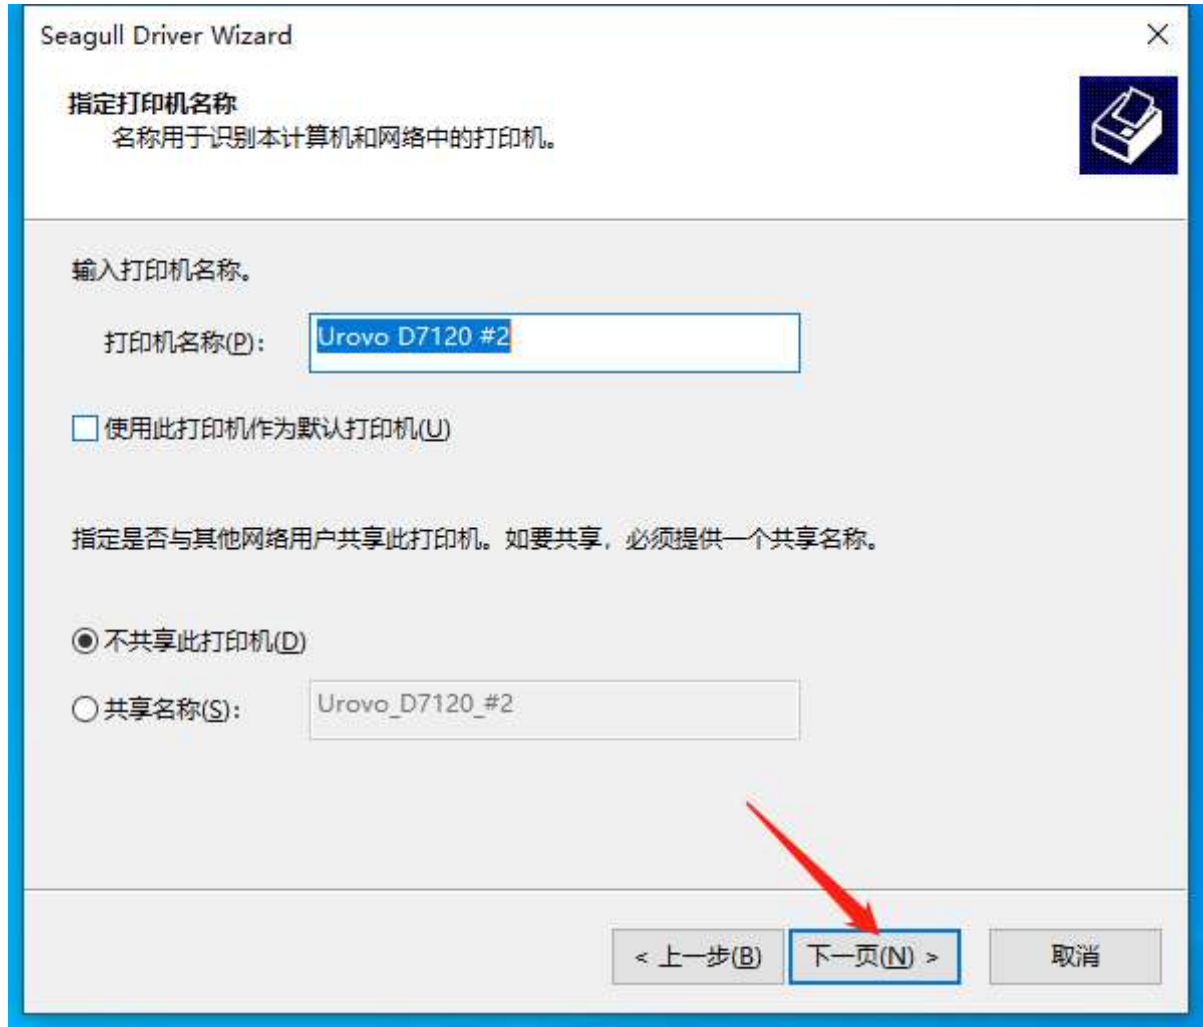 Seagull Driver Wizard
指定打印机名称
名称用于识别本计算机和网络中的打印机。
输入打印机名称。
打印机名称(P): Urovo D7120 #2
使用此打印机作为默认打印机(U)
指定是否与其他网络用户共享此打印机。如要共享，必须提供一个共享名称。
不共享此打印机(D)
共享名称(S): Urovo_D7120_#2
< 上一步(B) 下一页(N) > 取消